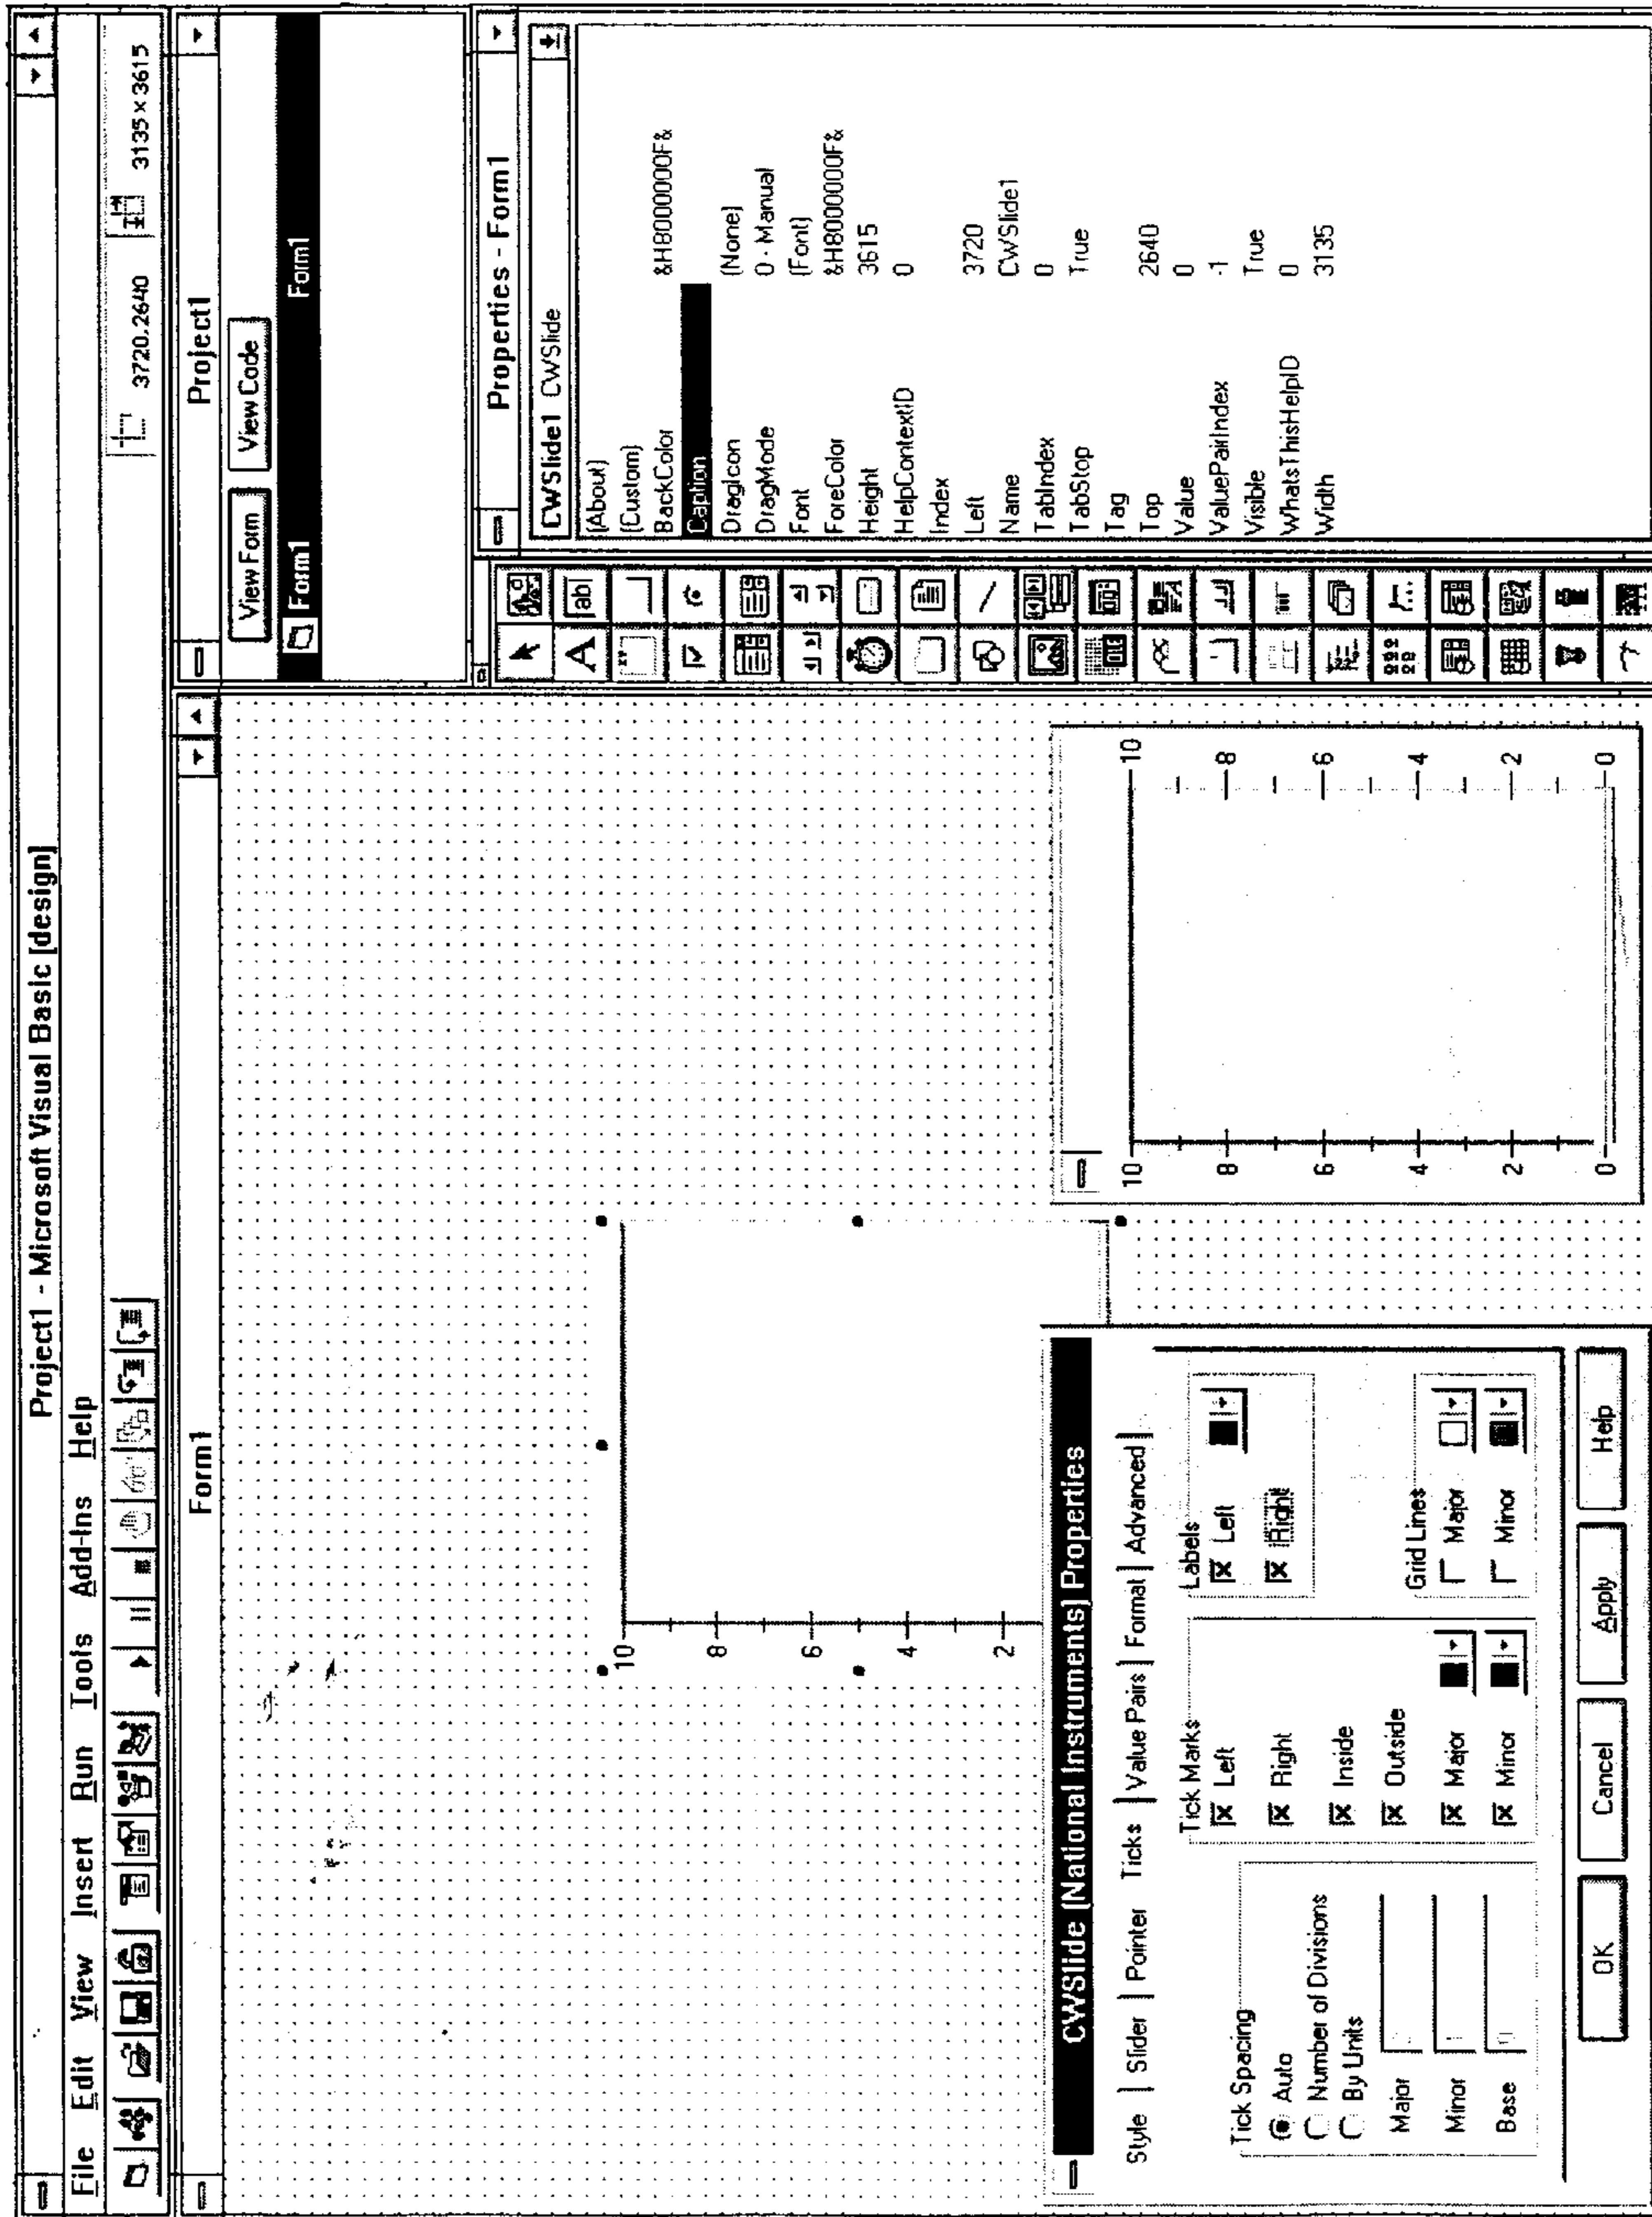 Project1 - Microsoft Visual Basic [design]
File Edit View Insert Run Tools Add-Ins Help
3720,2640 3135 × 3615
Form1
10
8
6
4
2
Project1
View Form View Code
Form1 Form1
Properties - Form1
CWSlide1 CWSlide
(About)
(Custom)
BackColor &H8000000F&
Caption
DragIcon (None)
DragMode 0 - Manual
Font (Font)
ForeColor &H8000000F&
Height 3615
HelpContextID 0
Index
Left 3720
Name CWSlide1
TabIndex 0
TabStop True
Tag
Top 2640
Value 0
ValuePairIndex -1
Visible True
WhatsThisHelpID 0
Width 3135
CWSlide (National Instruments) Properties
Style Slider Pointer Ticks Value Pairs Format Advanced
Tick Spacing
Auto
Number of Divisions
By Units
Major
Minor
Base 0
Tick Marks
Left
Right
Inside
Outside
Major
Minor
Labels
Left
Right
Grid Lines
Major
Minor
OK Cancel Apply Help
10 10
8 8
6 6
4 4
2 2
0 0